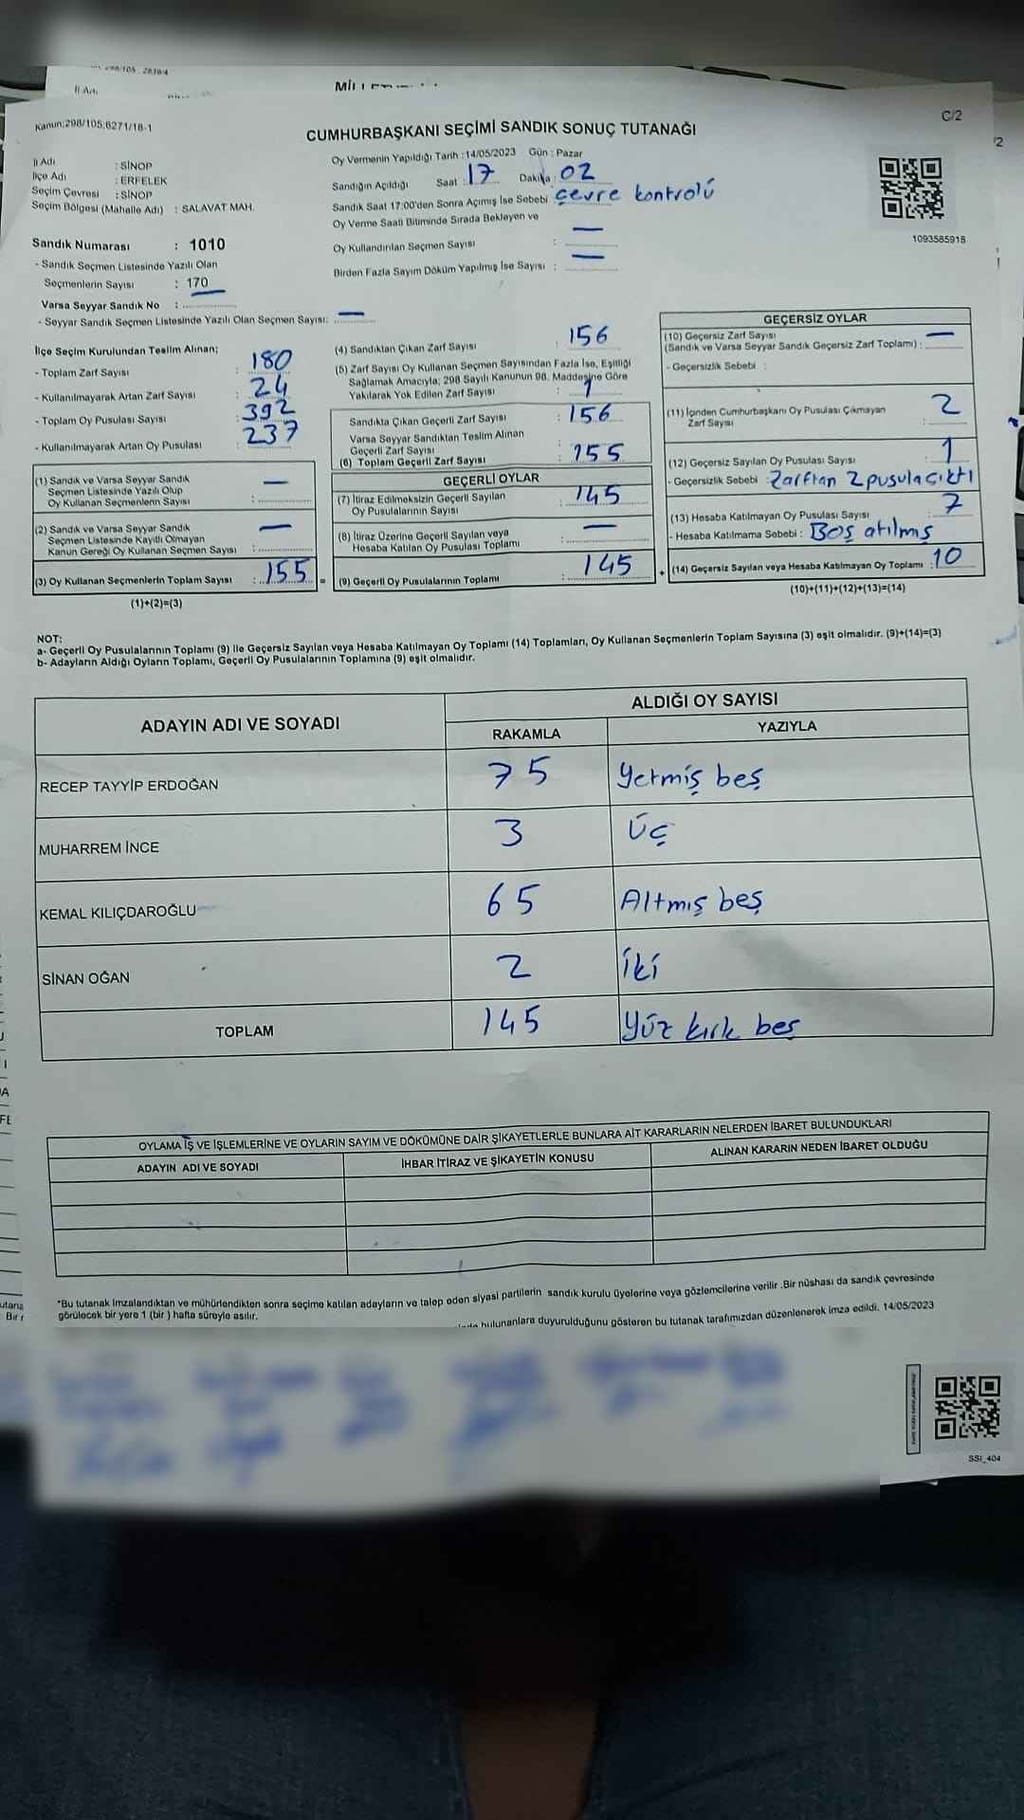 C/2
Kanun:298/105;6271/18-1
CUMHURBAŞKANI SEÇİMİ SANDIK SONUÇ TUTANAĞI
İl Adı : SİNOP
İlçe Adı : ERFELEK
Seçim Çevresi : SİNOP
Seçim Bölgesi (Mahalle Adı) : SALAVAT MAH.
Oy Vermenin Yapıldığı Tarih : 14/05/2023 Gün : Pazar
Sandığın Açıldığı Saat : 17 Dakika : 02
Sandık Saat 17:00'den Sonra Açımış İse Sebebi : çevre kontrolü
Oy Verme Saati Bitiminde Sırada Bekleyen ve
Oy Kullandırılan Seçmen Sayısı : —
Birden Fazla Sayım Döküm Yapılmış İse Sayısı : —
1093585918
Sandık Numarası : 1010
- Sandık Seçmen Listesinde Yazılı Olan
Seçmenlerin Sayısı : 170
Varsa Seyyar Sandık No :
- Seyyar Sandık Seçmen Listesinde Yazılı Olan Seçmen Sayısı: —
İlçe Seçim Kurulundan Teslim Alınan;
- Toplam Zarf Sayısı : 180
- Kullanılmayarak Artan Zarf Sayısı : 24
- Toplam Oy Pusulası Sayısı : 392
- Kullanılmayarak Artan Oy Pusulası : 237
(1) Sandık ve Varsa Seyyar Sandık
Seçmen Listesinde Yazılı Olup
Oy Kullanan Seçmenlerin Sayısı : —
(2) Sandık ve Varsa Seyyar Sandık
Seçmen Listesinde Kayıtlı Olmayan
Kanun Gereği Oy Kullanan Seçmen Sayısı : —
(3) Oy Kullanan Seçmenlerin Toplam Sayısı : 155 =
(1)+(2)=(3)
(4) Sandıktan Çıkan Zarf Sayısı : 156
(5) Zarf Sayısı Oy Kullanan Seçmen Sayısından Fazla İse, Eşitliği
Sağlamak Amacıyla; 298 Sayılı Kanunun 98. Maddesine Göre
Yakılarak Yok Edilen Zarf Sayısı : 1
Sandıkta Çıkan Geçerli Zarf Sayısı : 156
Varsa Seyyar Sandıktan Teslim Alınan
Geçerli Zarf Sayısı :
(6) Toplam Geçerli Zarf Sayısı : 155
GEÇERLİ OYLAR
(7) İtiraz Edilmeksizin Geçerli Sayılan
Oy Pusulalarının Sayısı : 145
(8) İtiraz Üzerine Geçerli Sayılan veya
Hesaba Katılan Oy Pusulası Toplamı : —
(9) Geçerli Oy Pusulalarının Toplamı : 145 +
GEÇERSİZ OYLAR
(10) Geçersiz Zarf Sayısı
(Sandık ve Varsa Seyyar Sandık Geçersiz Zarf Toplamı) : —
- Geçersizlik Sebebi :
(11) İçinden Cumhurbaşkanı Oy Pusulası Çıkmayan
Zarf Sayısı : 2
(12) Geçersiz Sayılan Oy Pusulası Sayısı : 1
- Geçersizlik Sebebi : Zarftan 2 pusula çıktı
(13) Hesaba Katılmayan Oy Pusulası Sayısı : 7
- Hesaba Katılmama Sebebi : Boş atılmış
(14) Geçersiz Sayılan veya Hesaba Katılmayan Oy Toplamı : 10
(10)+(11)+(12)+(13)=(14)
NOT:
a- Geçerli Oy Pusulalarının Toplamı (9) ile Geçersiz Sayılan veya Hesaba Katılmayan Oy Toplamı (14) Toplamları, Oy Kullanan Seçmenlerin Toplam Sayısına (3) eşit olmalıdır. (9)+(14)=(3)
b- Adayların Aldığı Oyların Toplamı, Geçerli Oy Pusulalarının Toplamına (9) eşit olmalıdır.
ADAYIN ADI VE SOYADI ALDIĞI OY SAYISI
RAKAMLA YAZIYLA
RECEP TAYYİP ERDOĞAN 75 Yetmiş beş
MUHARREM İNCE 3 Üç
KEMAL KILIÇDAROĞLU 65 Altmış beş
SİNAN OĞAN 2 İki
TOPLAM 145 Yüz kırk beş
OYLAMA İŞ VE İŞLEMLERİNE VE OYLARIN SAYIM VE DÖKÜMÜNE DAİR ŞİKAYETLERLE BUNLARA AİT KARARLARIN NELERDEN İBARET BULUNDUKLARI
ADAYIN ADI VE SOYADI İHBAR İTİRAZ VE ŞİKAYETİN KONUSU ALINAN KARARIN NEDEN İBARET OLDUĞU
*Bu tutanak imzalandıktan ve mühürlendikten sonra seçime katılan adayların ve talep eden siyasi partilerin sandık kurulu üyelerine veya gözlemcilerine verilir .Bir nüshası da sandık çevresinde
görülecek bir yere 1 (bir ) hafta süreyle asılır.
bulunanlara duyurulduğunu gösteren bu tutanak tarafımızdan düzenlenerek imza edildi. 14/05/2023
SSI_404